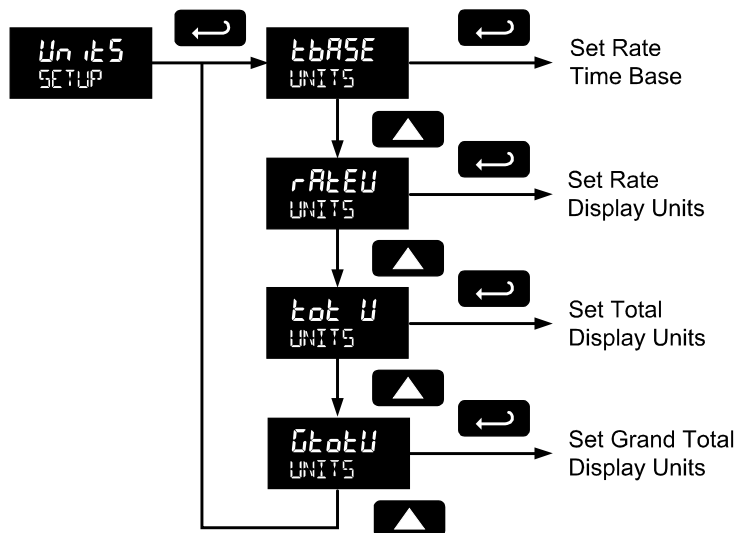 UnitS
SETUP
tbASE
UNITS
Set Rate
Time Base
rAtEU
UNITS
Set Rate
Display Units
tot U
UNITS
Set Total
Display Units
GtotU
UNITS
Set Grand Total
Display Units